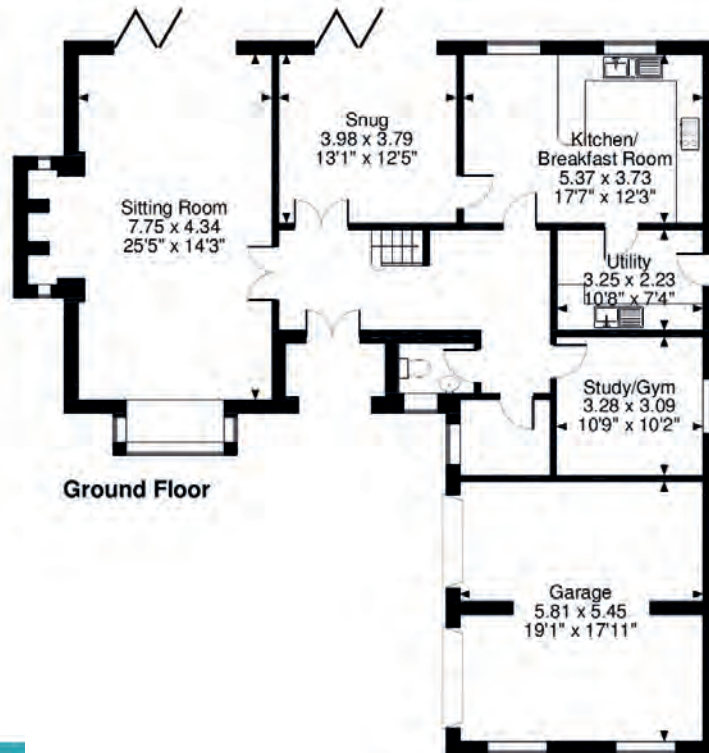 Snug
3.98 x 3.79
13'1" x 12'5"
Kitchen/
Breakfast Room
5.37 x 3.73
17'7" x 12'3"
Sitting Room
7.75 x 4.34
25'5" x 14'3"
Utility
3.25 x 2.23
10'8" x 7'4"
Study/Gym
3.28 x 3.09
10'9" x 10'2"
Ground Floor
Garage
5.81 x 5.45
19'1" x 17'11"